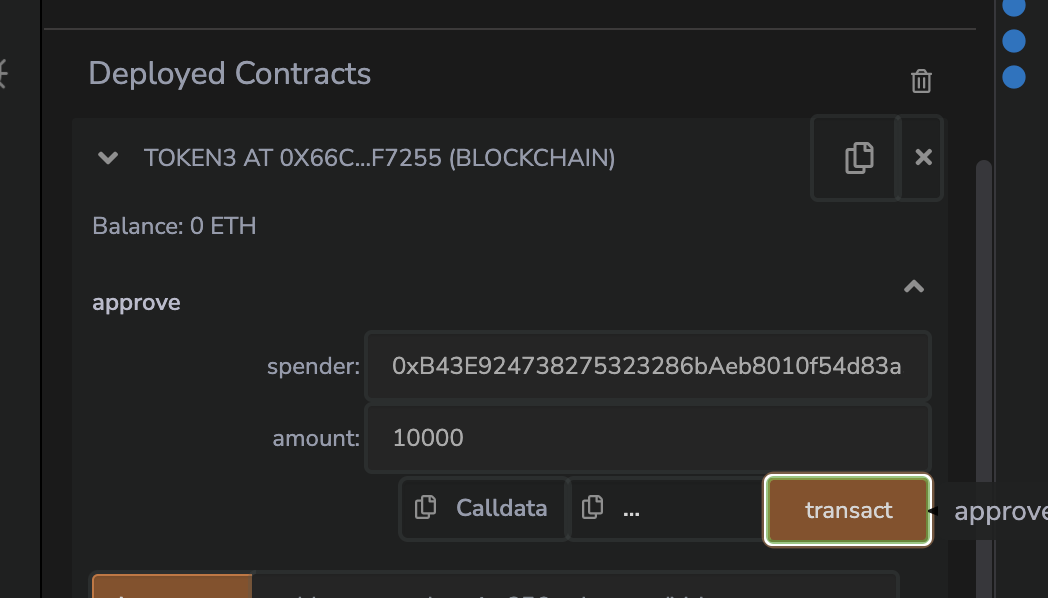 Deployed Contracts
TOKEN3 AT 0X66C...F7255 (BLOCKCHAIN)
Balance: 0 ETH
approve
spender: 0xB43E924738275323286bAeb8010f54d83a
amount: 10000
Calldata ... transact approve